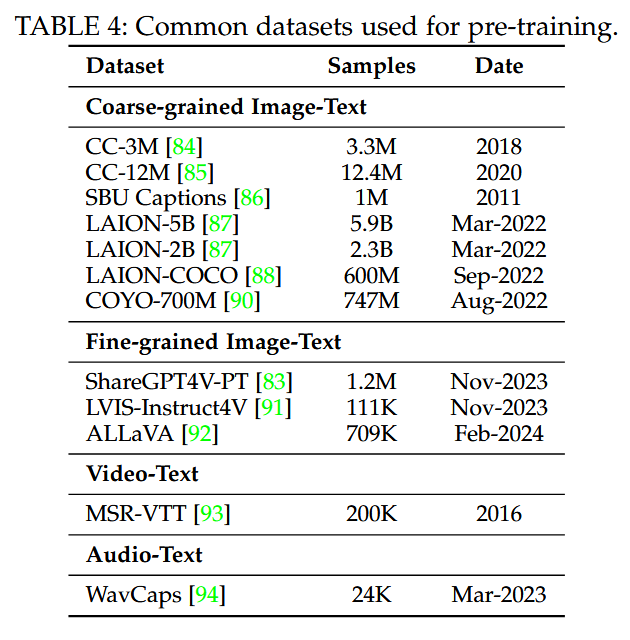 TABLE 4: Common datasets used for pre-training.
Dataset Samples Date
Coarse-grained Image-Text
CC-3M [84] 3.3M 2018
CC-12M [85] 12.4M 2020
SBU Captions [86] 1M 2011
LAION-5B [87] 5.9B Mar-2022
LAION-2B [87] 2.3B Mar-2022
LAION-COCO [88] 600M Sep-2022
COYO-700M [90] 747M Aug-2022
Fine-grained Image-Text
ShareGPT4V-PT [83] 1.2M Nov-2023
LVIS-Instruct4V [91] 111K Nov-2023
ALLaVA [92] 709K Feb-2024
Video-Text
MSR-VTT [93] 200K 2016
Audio-Text
WavCaps [94] 24K Mar-2023